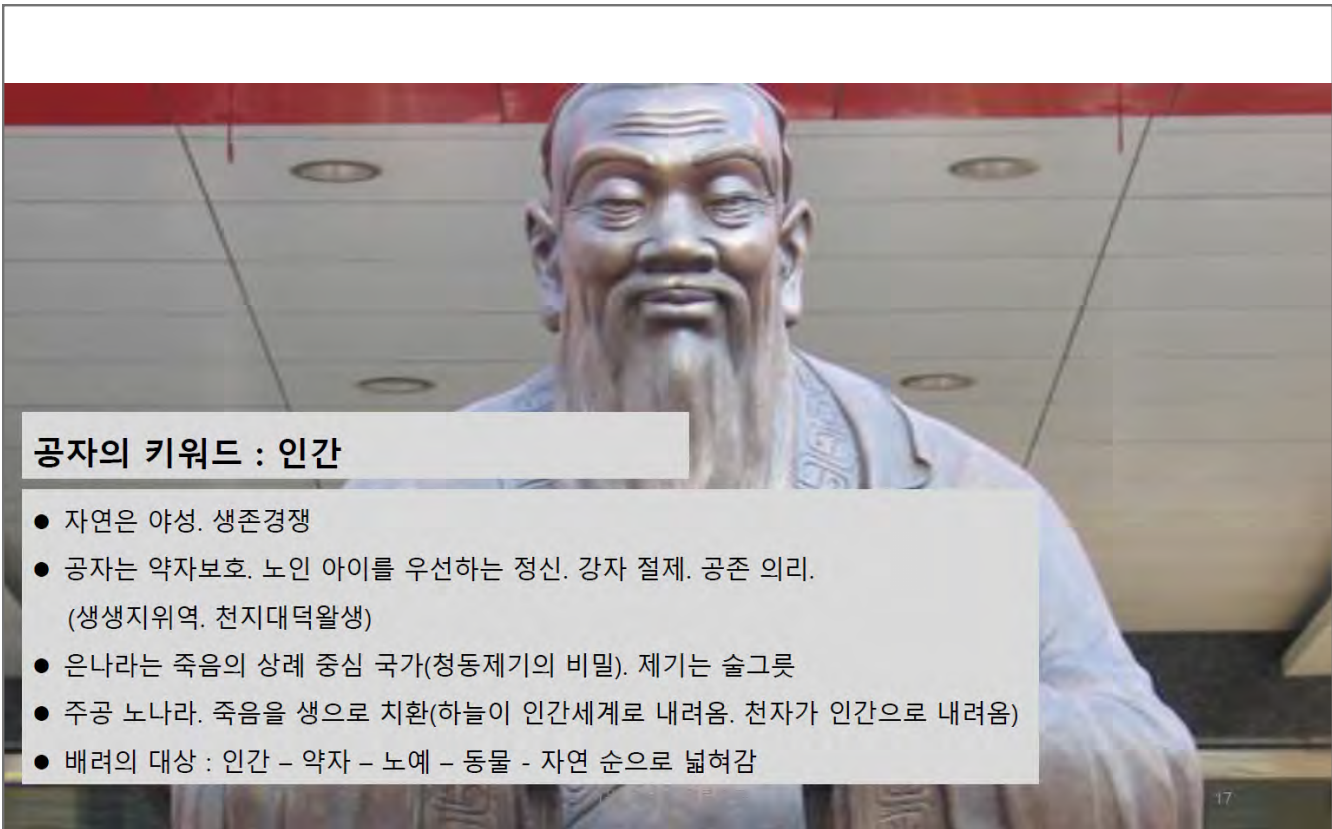 공자의 키워드 : 인간
● 자연은 야성. 생존경쟁
● 공자는 약자보호. 노인 아이를 우선하는 정신. 강자 절제. 공존 의리.
(생생지위역. 천지대덕왈생)
● 은나라는 죽음의 상례 중심 국가(청동제기의 비밀). 제기는 술그릇
● 주공 노나라. 죽음을 생으로 치환(하늘이 인간세계로 내려옴. 천자가 인간으로 내려옴)
● 배려의 대상 : 인간 – 약자 – 노예 – 동물 - 자연 순으로 넓혀감
17